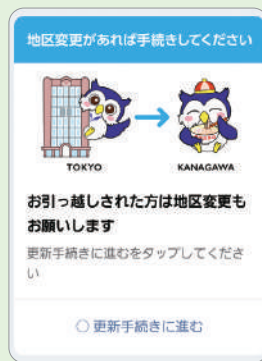 地区変更があれば手続きしてください
TOKYO
KANAGAWA
お引っ越しされた方は地区変更も
お願いします
更新手続きに進むをタップしてくださ
い
○ 更新手続きに進む